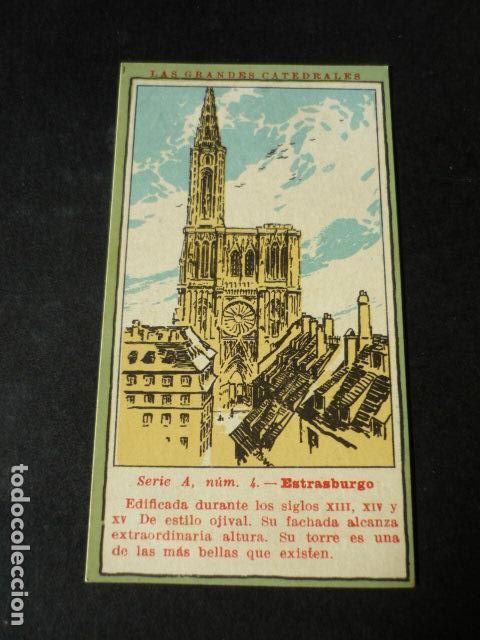 LAS GRANDES CATEDRALES
Serie A, núm. 4.—Estrasburgo
Edificada durante los siglos XIII, XIV y
XV De estilo ojival. Su fachada alcanza
extraordinaria altura. Su torre es una
de las más bellas que existen.
todocoleccion